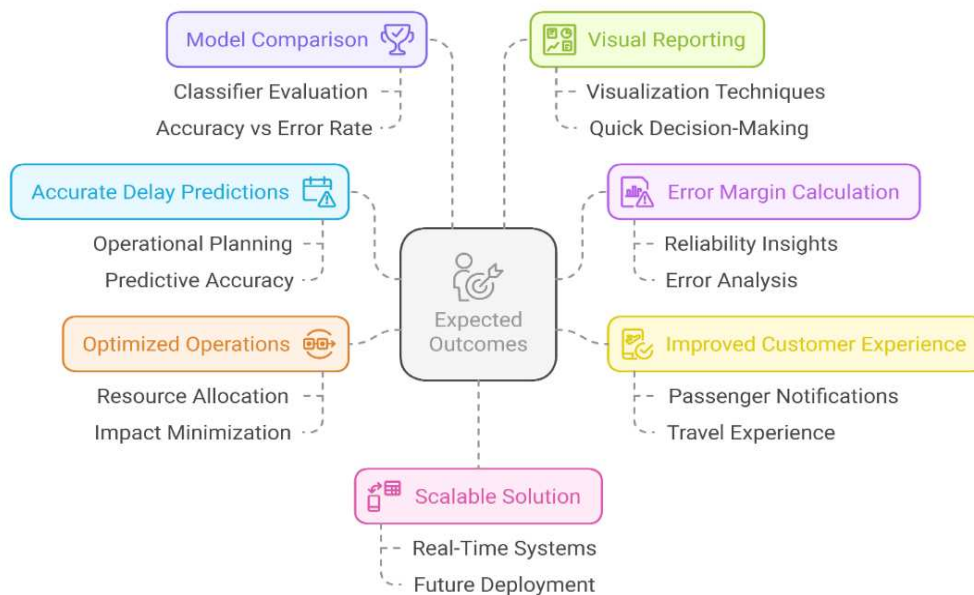 Model Comparison
Classifier Evaluation
Accuracy vs Error Rate
Visual Reporting
Visualization Techniques
Quick Decision-Making
Accurate Delay Predictions
Operational Planning
Predictive Accuracy
Error Margin Calculation
Reliability Insights
Error Analysis
Expected
Outcomes
Optimized Operations
Resource Allocation
Impact Minimization
Improved Customer Experience
Passenger Notifications
Travel Experience
Scalable Solution
Real-Time Systems
Future Deployment